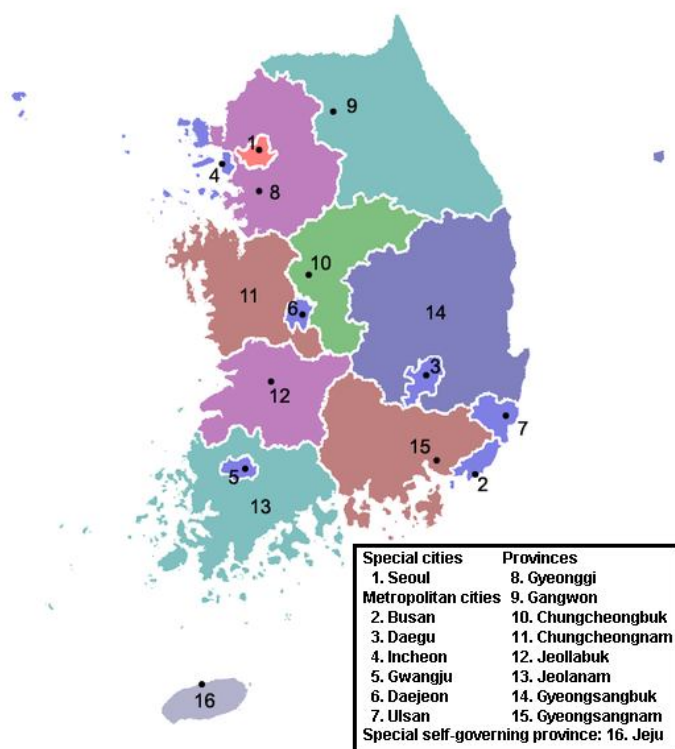 9
1
4
8
10
11
6
14
3
12
7
15
5
2
13
16
Special cities Provinces
1. Seoul 8. Gyeonggi
Metropolitan cities 9. Gangwon
2. Busan 10. Chungcheongbuk
3. Daegu 11. Chungcheongnam
4. Incheon 12. Jeollabuk
5. Gwangju 13. Jeolanam
6. Daejeon 14. Gyeongsangbuk
7. Ulsan 15. Gyeongsangnam
Special self-governing province: 16. Jeju